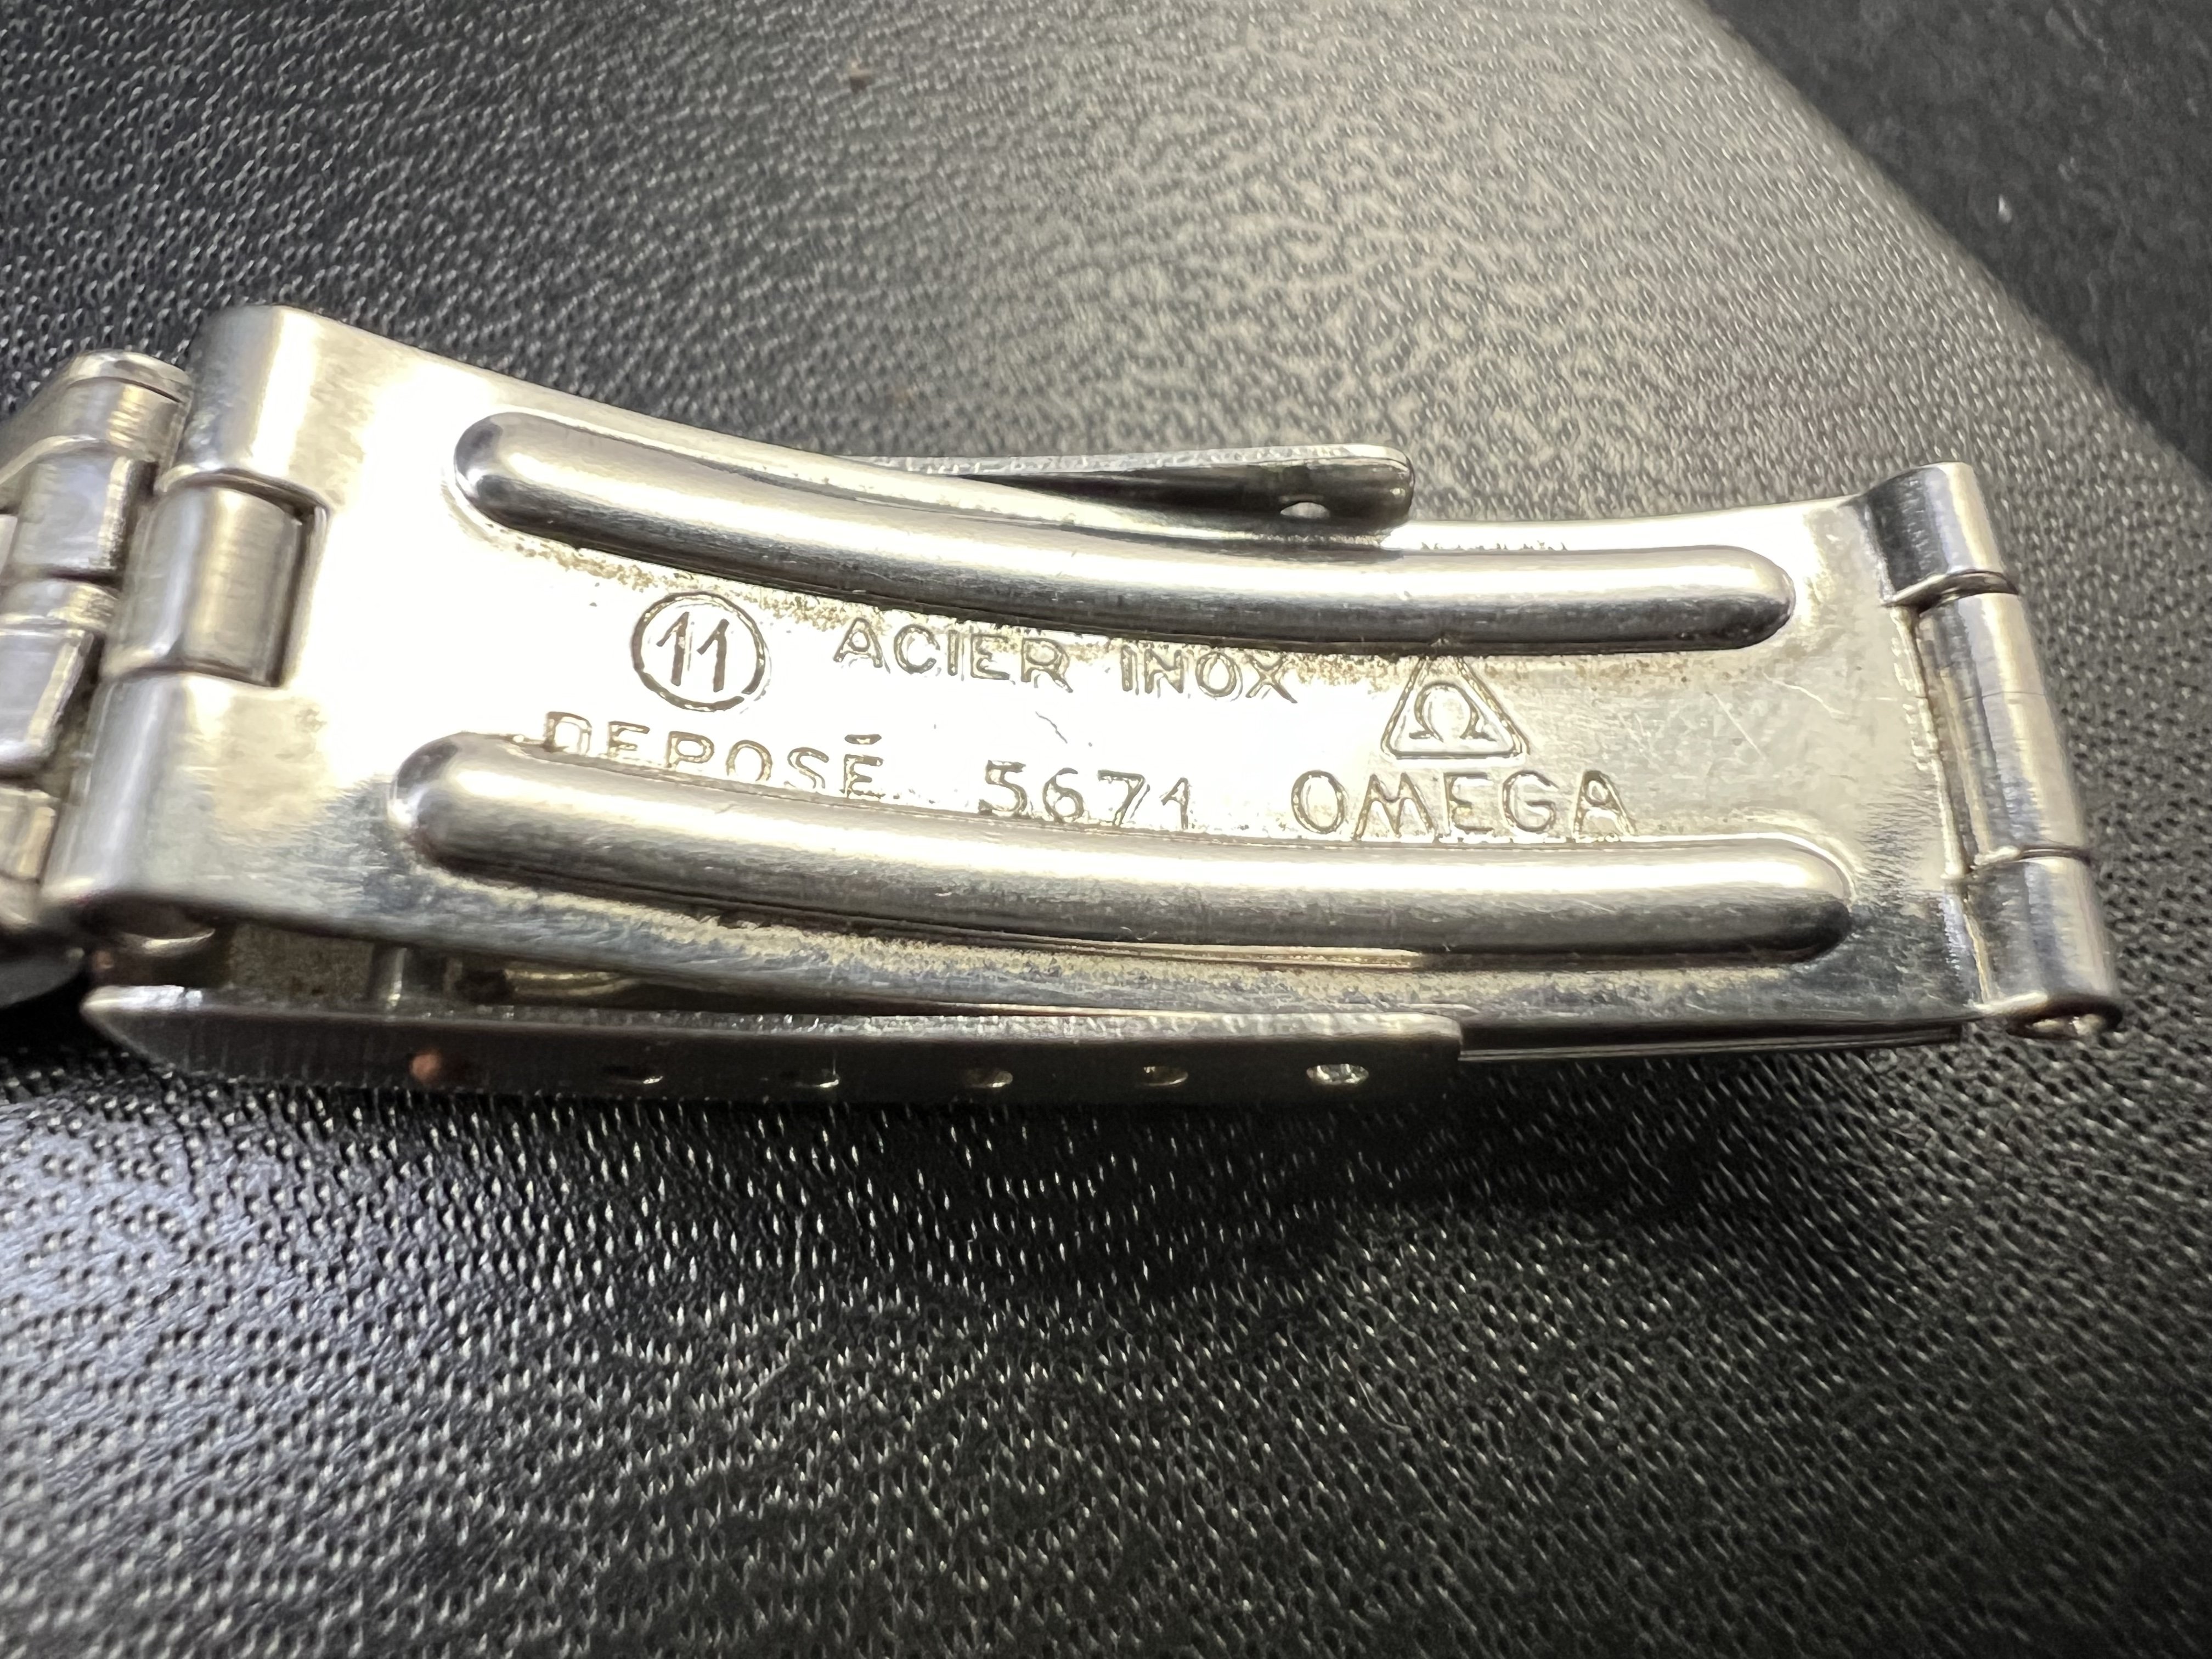 11 ACIER INOX Ω
DEPOSÉ 5671 OMEGA